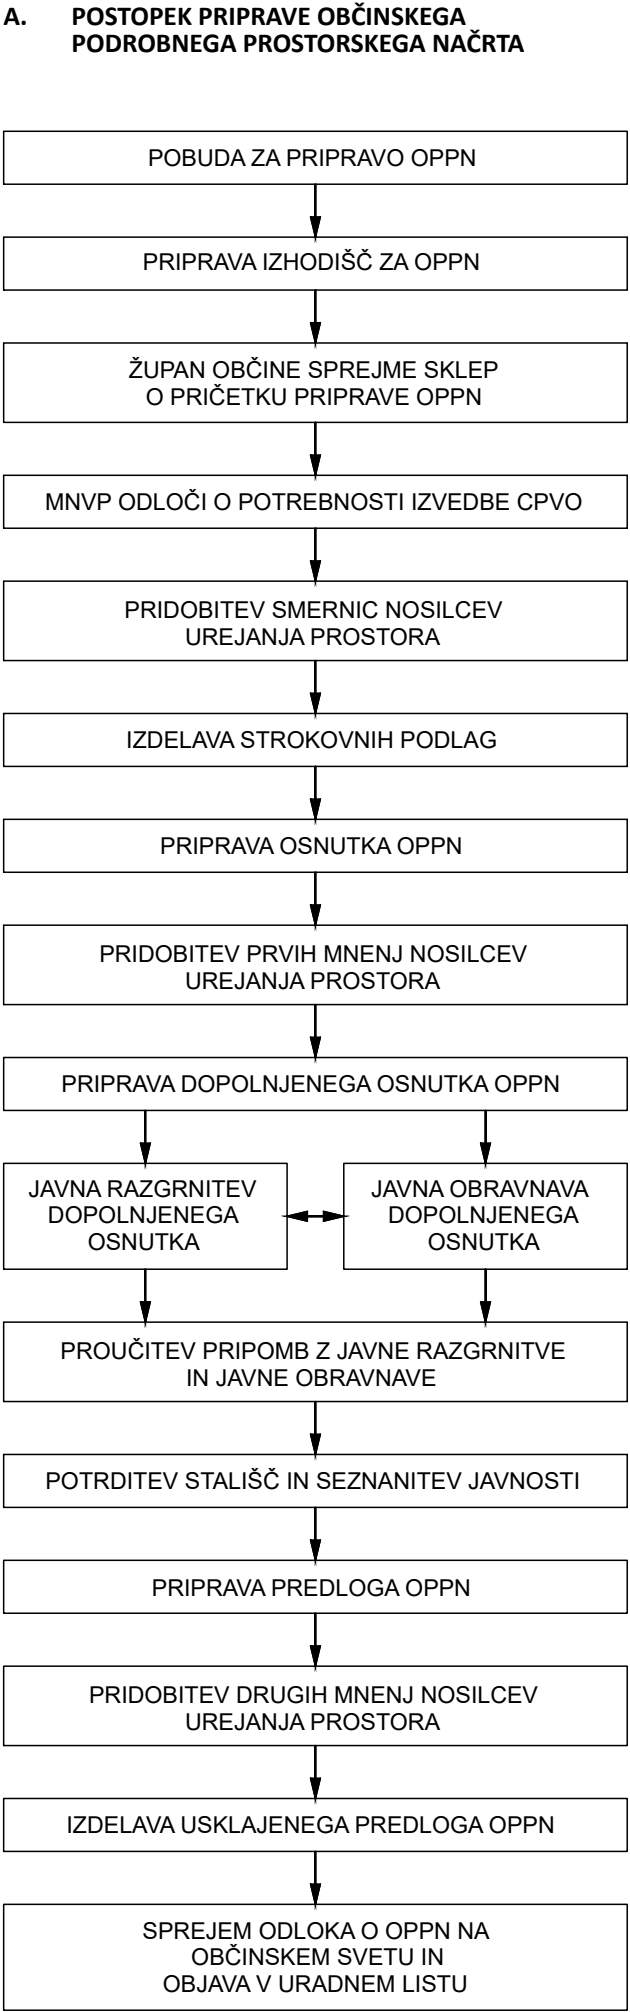 A. POSTOPEK PRIPRAVE OBČINSKEGA
PODROBNEGA PROSTORSKEGA NAČRTA
POBUDA ZA PRIPRAVO OPPN
PRIPRAVA IZHODIŠČ ZA OPPN
ŽUPAN OBČINE SPREJME SKLEP
O PRIČETKU PRIPRAVE OPPN
MNVP ODLOČI O POTREBNOSTI IZVEDBE CPVO
PRIDOBITEV SMERNIC NOSILCEV
UREJANJA PROSTORA
IZDELAVA STROKOVNIH PODLAG
PRIPRAVA OSNUTKA OPPN
PRIDOBITEV PRVIH MNENJ NOSILCEV
UREJANJA PROSTORA
PRIPRAVA DOPOLNJENEGA OSNUTKA OPPN
JAVNA RAZGRNITEV
DOPOLNJENEGA
OSNUTKA
JAVNA OBRAVNAVA
DOPOLNJENEGA
OSNUTKA
PROUČITEV PRIPOMB Z JAVNE RAZGRNITVE
IN JAVNE OBRAVNAVE
POTRDITEV STALIŠČ IN SEZNANITEV JAVNOSTI
PRIPRAVA PREDLOGA OPPN
PRIDOBITEV DRUGIH MNENJ NOSILCEV
UREJANJA PROSTORA
IZDELAVA USKLAJENEGA PREDLOGA OPPN
SPREJEM ODLOKA O OPPN NA
OBČINSKEM SVETU IN
OBJAVA V URADNEM LISTU